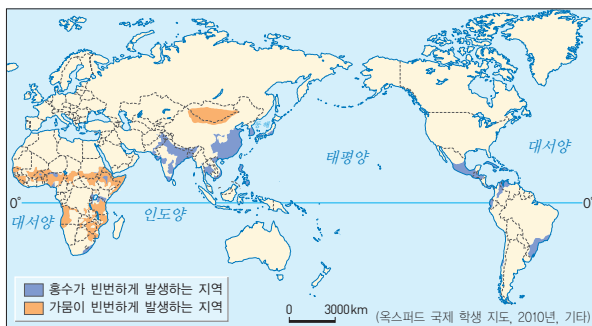 태평양
대서양
대서양
인도양
0°
0°
홍수가 빈번하게 발생하는 지역
가뭄이 빈번하게 발생하는 지역
0 3000km
(옥스퍼드 국제 학생 지도, 2010년, 기타)